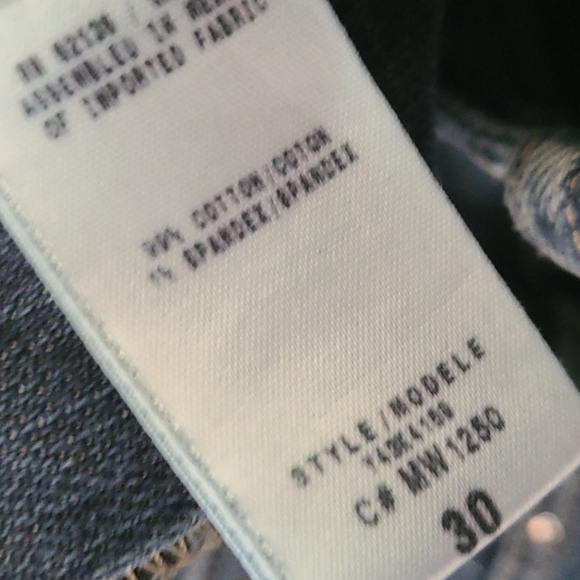 ASSEMBLED IN
OF IMPORTED FABRIC
99% COTTON/COTON
1% SPANDEX/SPANDEX
STYLE/MODELE
C# MW1250
30